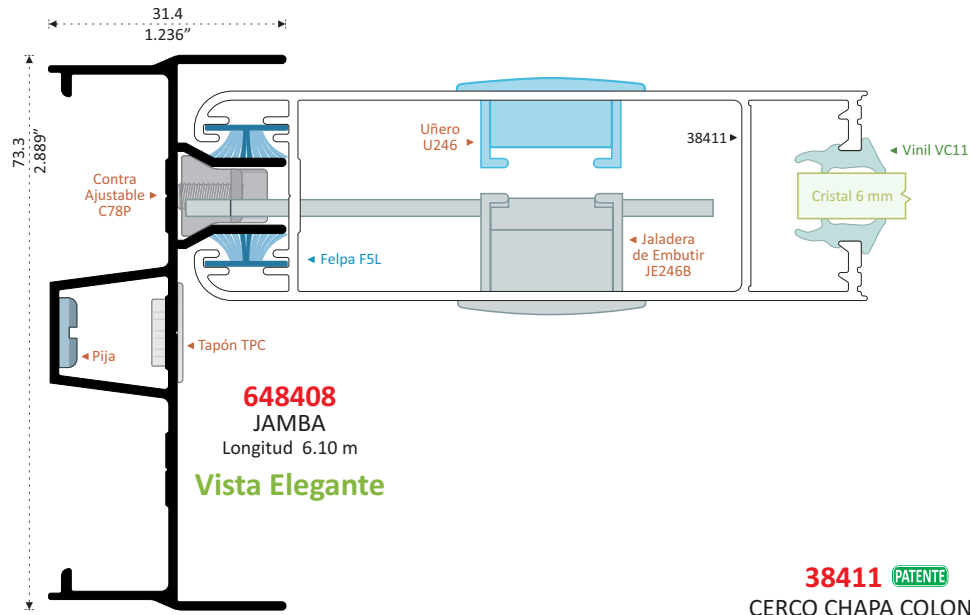 31.4
1.236”
73.3
2.889”
Uñero
U246
38411
Vinil VC11
Contra
Ajustable
C78P
Cristal 6 mm
Felpa F5L
Jaladera
de Embutir
JE246B
Pija
Tapón TPC
648408
JAMBA
Longitud 6.10 m
Vista Elegante
38411 PATENTE
CERCO CHAPA COLON